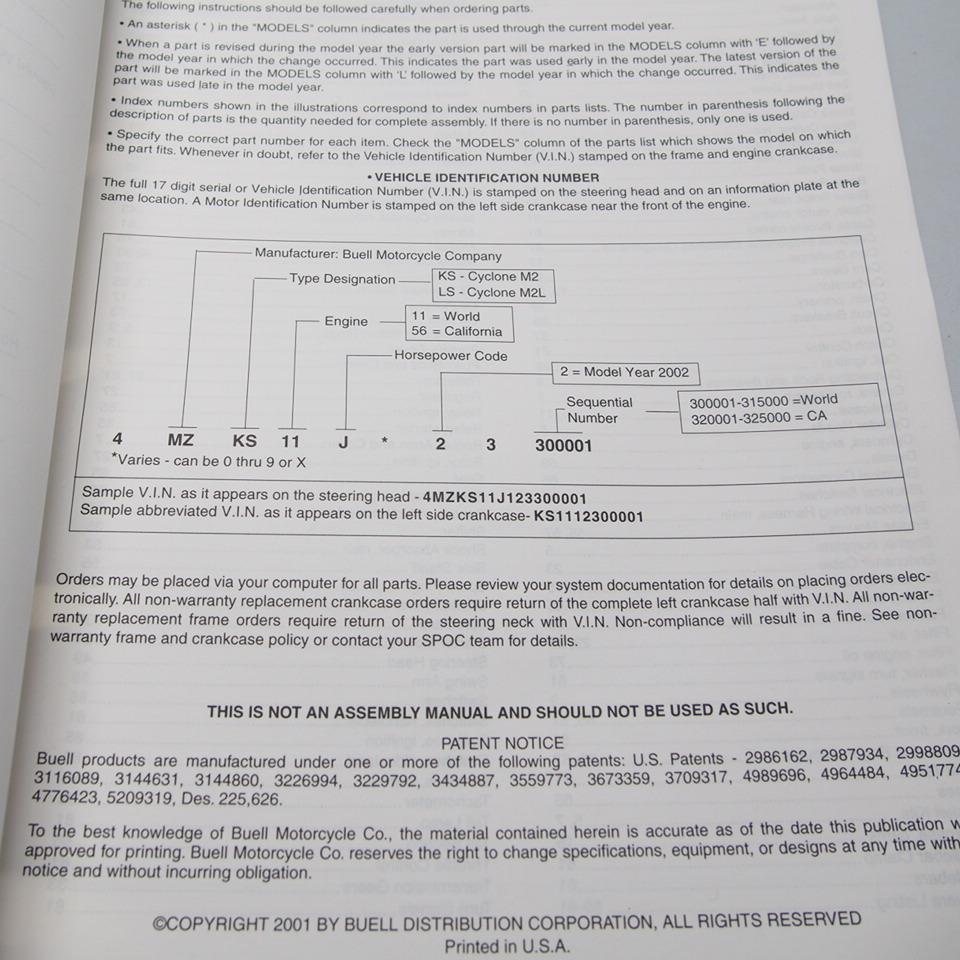 The following instructions should be followed carefully when ordering parts.
• An asterisk ( * ) in the "MODELS" column indicates the part is used through the current model year.
• When a part is revised during the model year the early version part will be marked in the MODELS column with 'E' followed by
the model year in which the change occurred. This indicates the part was used early in the model year. The latest version of the
part will be marked in the MODELS column with 'L' followed by the model year in which the change occurred. This indicates the
part was used late in the model year.
• Index numbers shown in the illustrations correspond to index numbers in parts lists. The number in parenthesis following the
description of parts is the quantity needed for complete assembly. If there is no number in parenthesis, only one is used.
• Specify the correct part number for each item. Check the "MODELS" column of the parts list which shows the model on which
the part fits. Whenever in doubt, refer to the Vehicle Identification Number (V.I.N.) stamped on the frame and engine crankcase.
• VEHICLE IDENTIFICATION NUMBER
The full 17 digit serial or Vehicle Identification Number (V.I.N.) is stamped on the steering head and on an information plate at the
same location. A Motor Identification Number is stamped on the left side crankcase near the front of the engine.
Manufacturer: Buell Motorcycle Company
Type Designation
KS - Cyclone M2
LS - Cyclone M2L
Engine
11 = World
56 = California
Horsepower Code
2 = Model Year 2002
Sequential
Number
300001-315000 =World
320001-325000 = CA
4 MZ KS 11 J * 2 3 300001
*Varies - can be 0 thru 9 or X
Sample V.I.N. as it appears on the steering head - 4MZKS11J123300001
Sample abbreviated V.I.N. as it appears on the left side crankcase- KS1112300001
Orders may be placed via your computer for all parts. Please review your system documentation for details on placing orders elec-
tronically. All non-warranty replacement crankcase orders require return of the complete left crankcase half with V.I.N. All non-war-
ranty replacement frame orders require return of the steering neck with V.I.N. Non-compliance will result in a fine. See non-
warranty frame and crankcase policy or contact your SPOC team for details.
THIS IS NOT AN ASSEMBLY MANUAL AND SHOULD NOT BE USED AS SUCH.
PATENT NOTICE
Buell products are manufactured under one or more of the following patents: U.S. Patents - 2986162, 2987934, 2998809
3116089, 3144631, 3144860, 3226994, 3229792, 3434887, 3559773, 3673359, 3709317, 4989696, 4964484, 4951774
4776423, 5209319, Des. 225,626.
To the best knowledge of Buell Motorcycle Co., the material contained herein is accurate as of the date this publication w
approved for printing. Buell Motorcycle Co. reserves the right to change specifications, equipment, or designs at any time with
notice and without incurring obligation.
©COPYRIGHT 2001 BY BUELL DISTRIBUTION CORPORATION, ALL RIGHTS RESERVED
Printed in U.S.A.